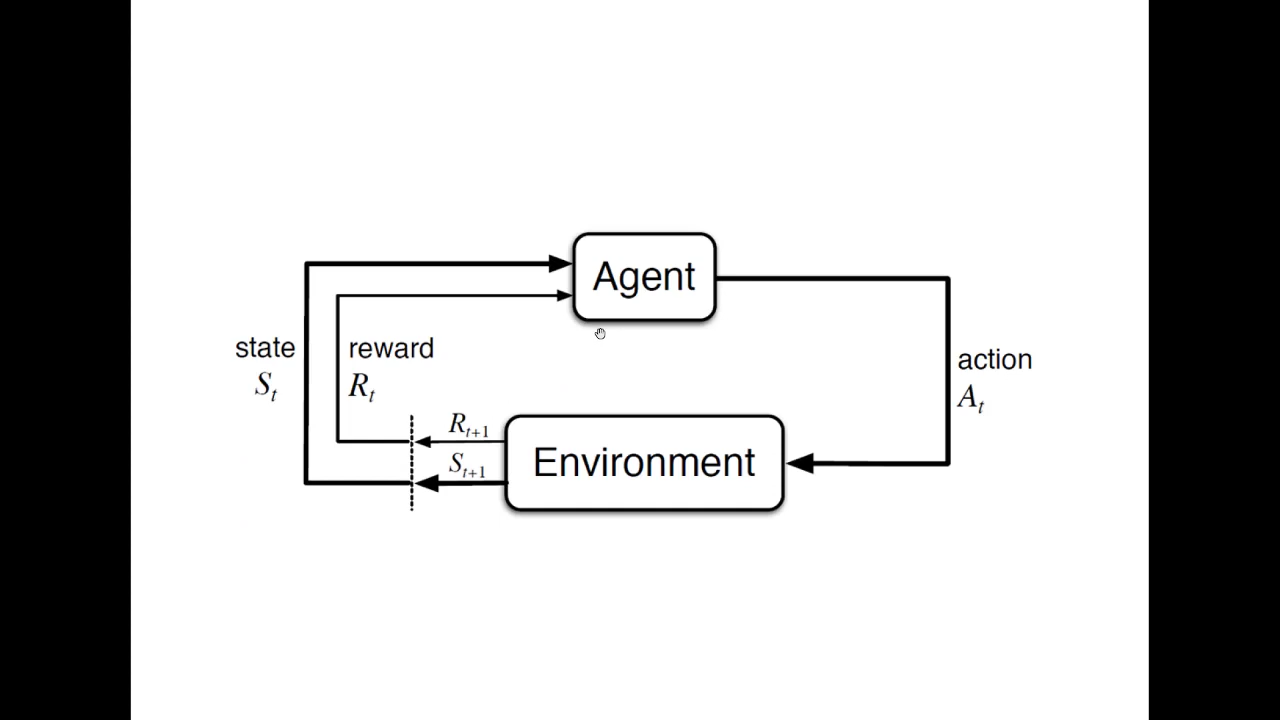 Agent
state
S_t
reward
R_t
action
A_t
R_{t+1}
S_{t+1}
Environment